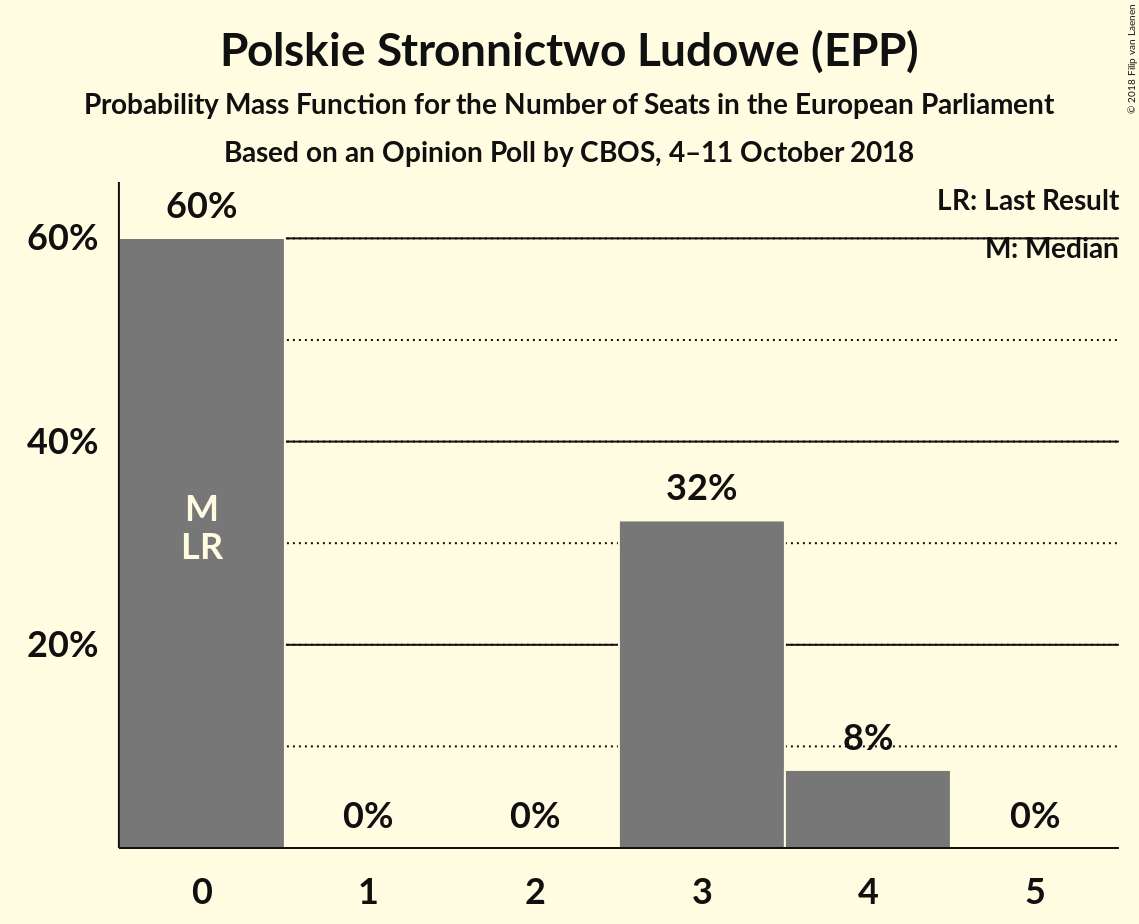 Polskie Stronnictwo Ludowe (EPP)
Probability Mass Function for the Number of Seats in the European Parliament
Based on an Opinion Poll by CBOS, 4–11 October 2018
© 2018 Filip van Laenen
LR: Last Result
M: Median
60%
40%
20%
60%
M
LR
0%
0%
32%
8%
0%
0
1
2
3
4
5